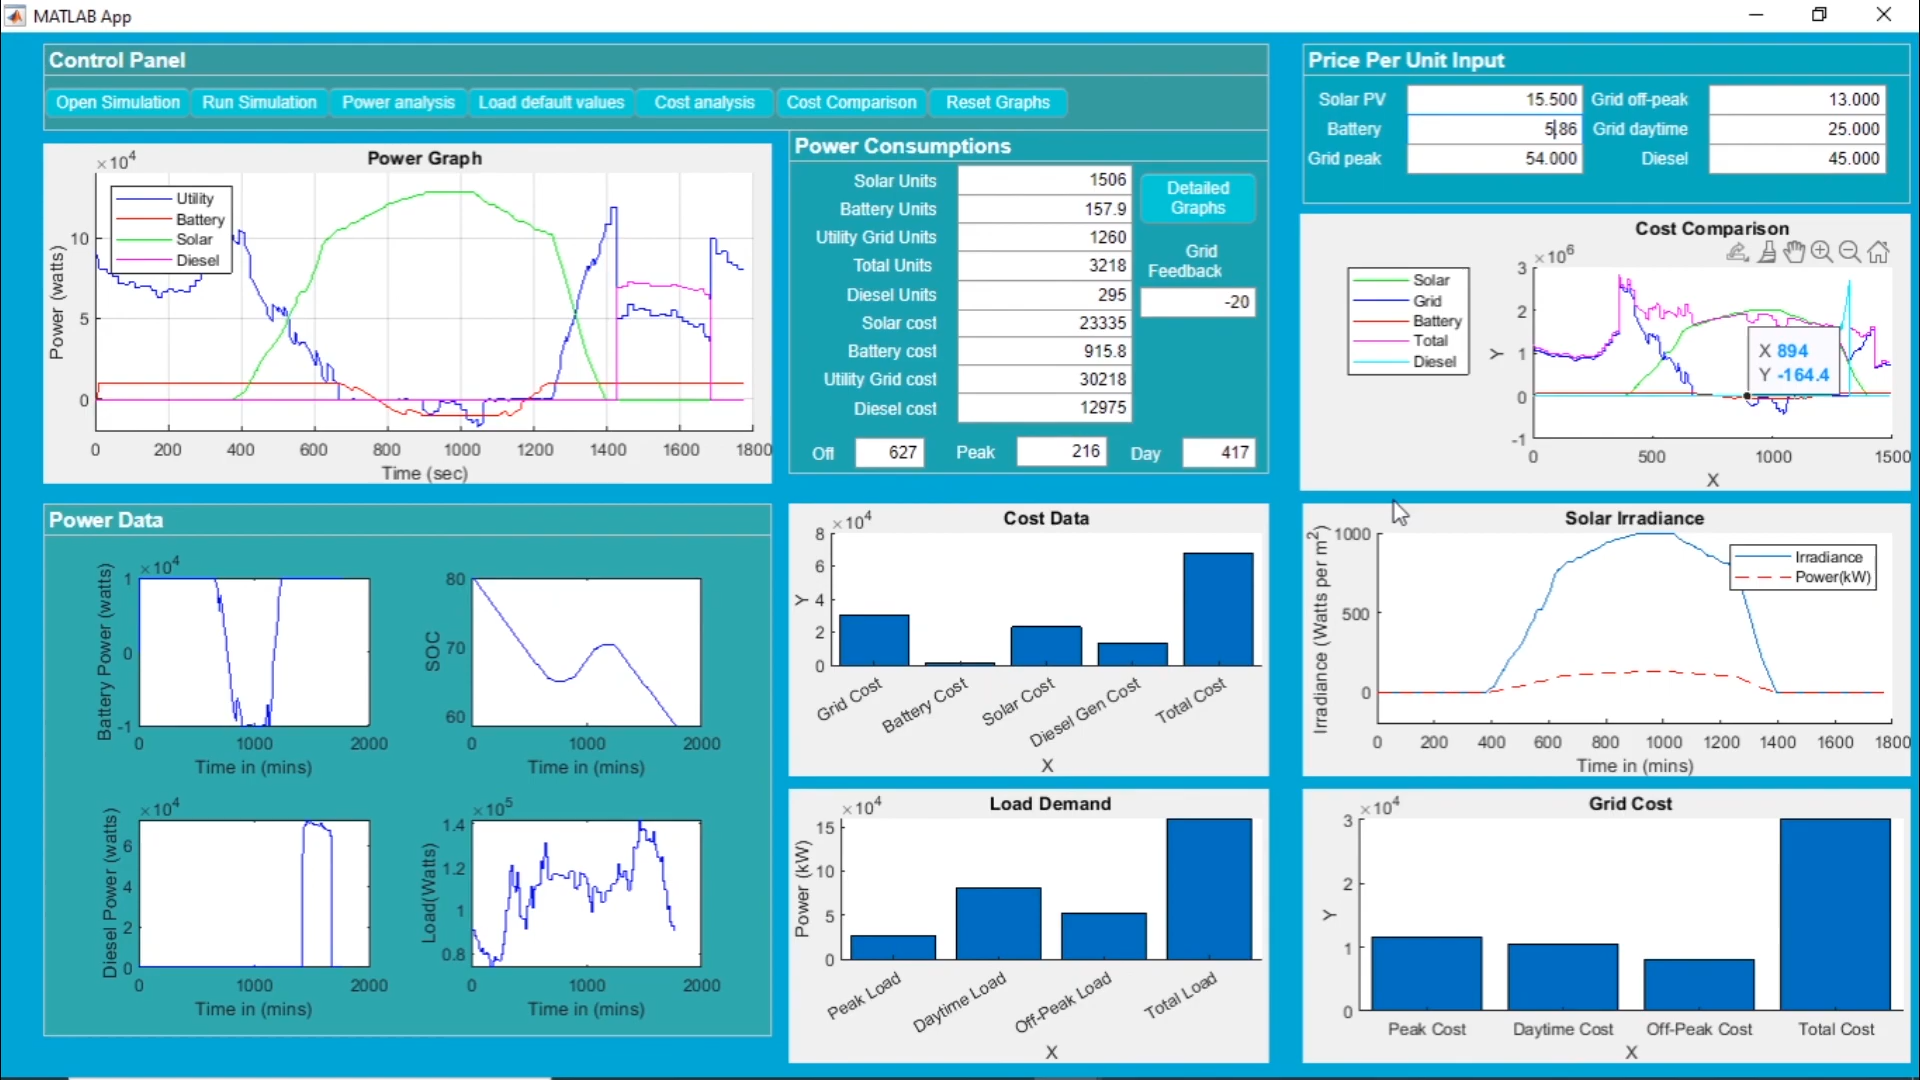 MATLAB App
Control Panel
Open Simulation Run Simulation Power analysis Load default values Cost analysis Cost Comparison Reset Graphs
Price Per Unit Input
Solar PV 15.500 Grid off-peak 13.000
Battery 5.86 Grid daytime 25.000
Grid peak 54.000 Diesel 45.000
Power Graph
×10⁴
Utility
Battery
Solar
Diesel
10
5
0
Power (watts)
0 200 400 600 800 1000 1200 1400 1600 1800
Time (sec)
Power Consumptions
Solar Units 1506
Battery Units 157.9
Utility Grid Units 1260
Total Units 3218
Diesel Units 295
Solar cost 23335
Battery cost 915.8
Utility Grid cost 30218
Diesel cost 12975
Detailed
Graphs
Grid
Feedback
-20
Off 627 Peak 216 Day 417
Cost Comparison
Solar
Grid
Battery
Total
Diesel
×10⁶
3
2
1
0
-1
Y
X 894
Y -164.4
0 500 1000 1500
X
Power Data
×10⁴
1
0
-1
Battery Power (watts)
0 1000 2000
Time in (mins)
80
70
60
SOC
0 1000 2000
Time in (mins)
×10⁴
6
4
2
0
Diesel Power (watts)
0 1000 2000
Time in (mins)
×10⁵
1.4
1.2
1
0.8
Load(Watts)
0 1000 2000
Time in (mins)
Cost Data
×10⁴
8
6
4
2
0
Y
Grid Cost Battery Cost Solar Cost Diesel Gen Cost Total Cost
X
Solar Irradiance
1000
500
0
Irradiance (Watts per m²)
Irradiance
Power(kW)
0 200 400 600 800 1000 1200 1400 1600 1800
Time in (mins)
Load Demand
×10⁴
15
10
5
0
Power (kW)
Peak Load Daytime Load Off-Peak Load Total Load
X
Grid Cost
×10⁴
3
2
1
0
Y
Peak Cost Daytime Cost Off-Peak Cost Total Cost
X